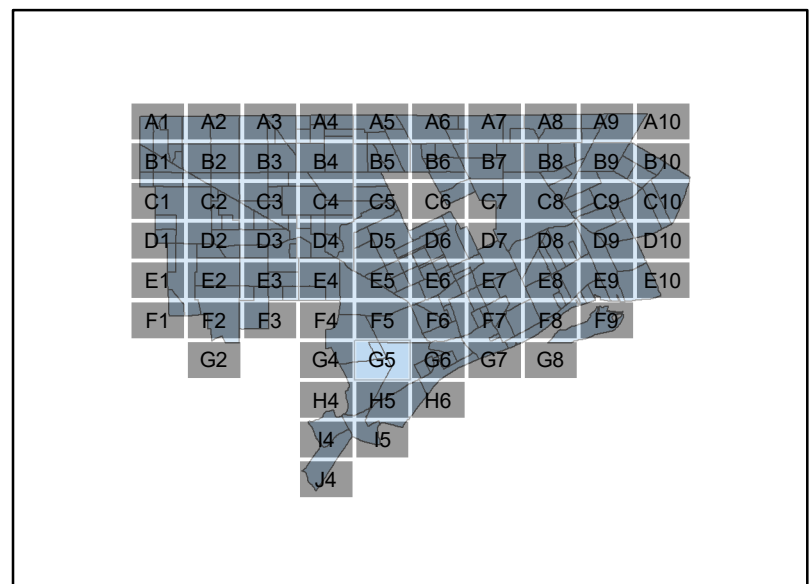 A1 A2 A3 A4 A5 A6 A7 A8 A9 A10
B1 B2 B3 B4 B5 B6 B7 B8 B9 B10
C1 C2 C3 C4 C5 C6 C7 C8 C9 C10
D1 D2 D3 D4 D5 D6 D7 D8 D9 D10
E1 E2 E3 E4 E5 E6 E7 E8 E9 E10
F1 F2 F3 F4 F5 F6 F7 F8 F9
G2 G4 G5 G6 G7 G8
H4 H5 H6
I4 I5
J4